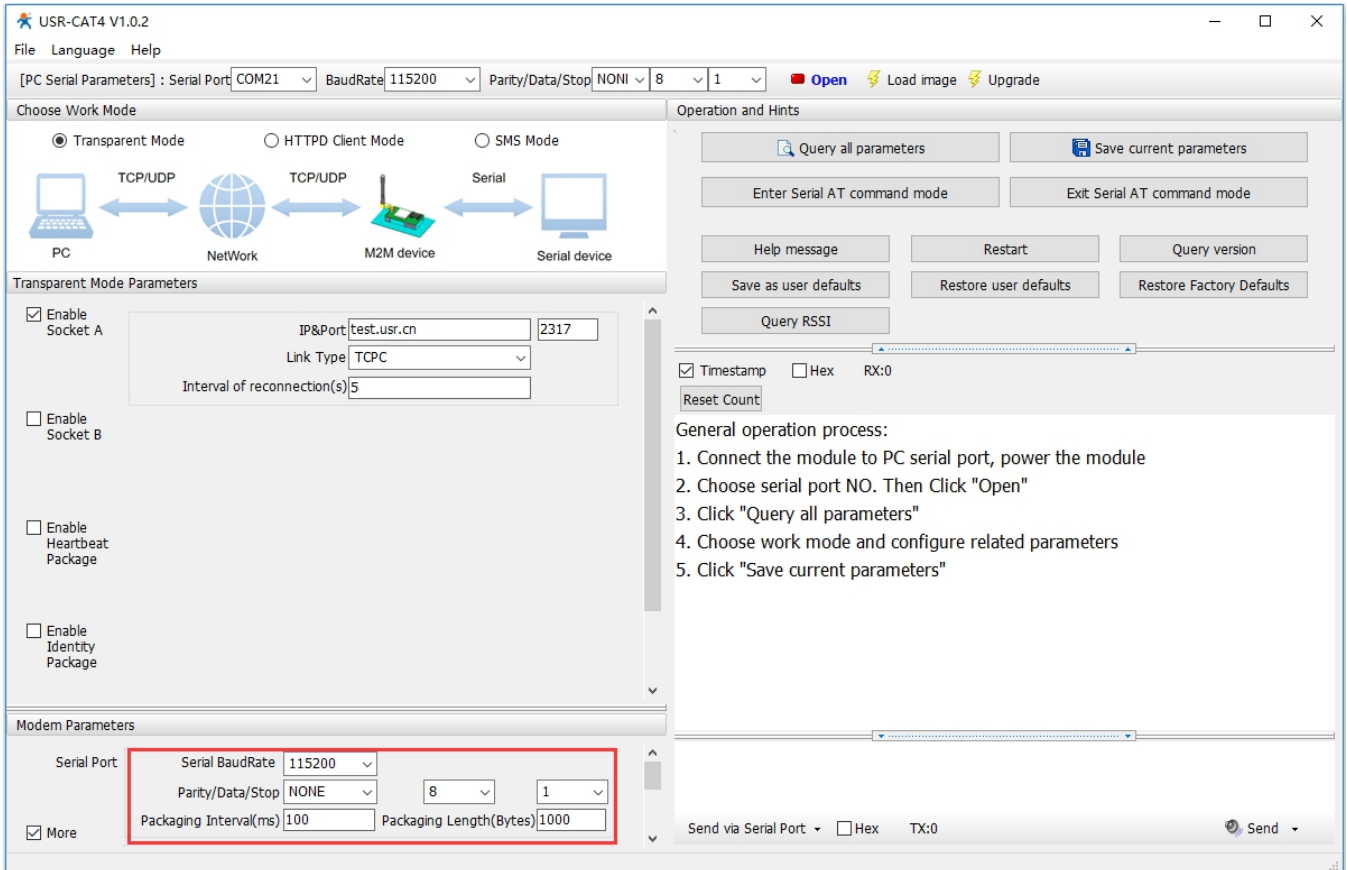 USR-CAT4 V1.0.2
File Language Help
[PC Serial Parameters] : Serial Port COM21 BaudRate 115200 Parity/Data/Stop NONI 8 1 Open Load image Upgrade
Choose Work Mode
Transparent Mode HTTPD Client Mode SMS Mode
TCP/UDP TCP/UDP Serial
PC NetWork M2M device Serial device
Transparent Mode Parameters
Enable
Socket A
IP&Port test.usr.cn 2317
Link Type TCPC
Interval of reconnection(s) 5
Enable
Socket B
Enable
Heartbeat
Package
Enable
Identity
Package
Modem Parameters
Serial Port
Serial BaudRate 115200
Parity/Data/Stop NONE 8 1
Packaging Interval(ms) 100 Packaging Length(Bytes) 1000
More
Operation and Hints
Query all parameters Save current parameters
Enter Serial AT command mode Exit Serial AT command mode
Help message Restart Query version
Save as user defaults Restore user defaults Restore Factory Defaults
Query RSSI
Timestamp Hex RX:0
Reset Count
General operation process:
1. Connect the module to PC serial port, power the module
2. Choose serial port NO. Then Click "Open"
3. Click "Query all parameters"
4. Choose work mode and configure related parameters
5. Click "Save current parameters"
Send via Serial Port Hex TX:0 Send